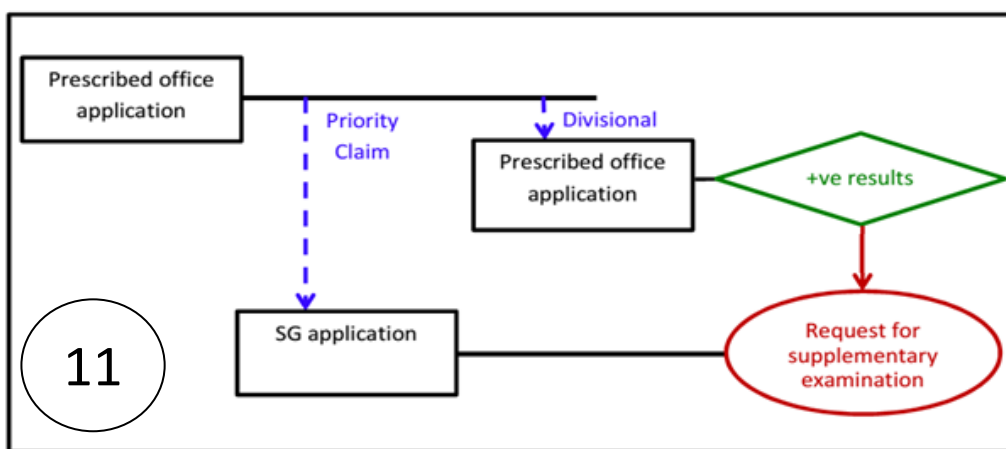 Prescribed office
application
Priority
Claim
Divisional
Prescribed office
application
+ve results
SG application
Request for
supplementary
examination
11